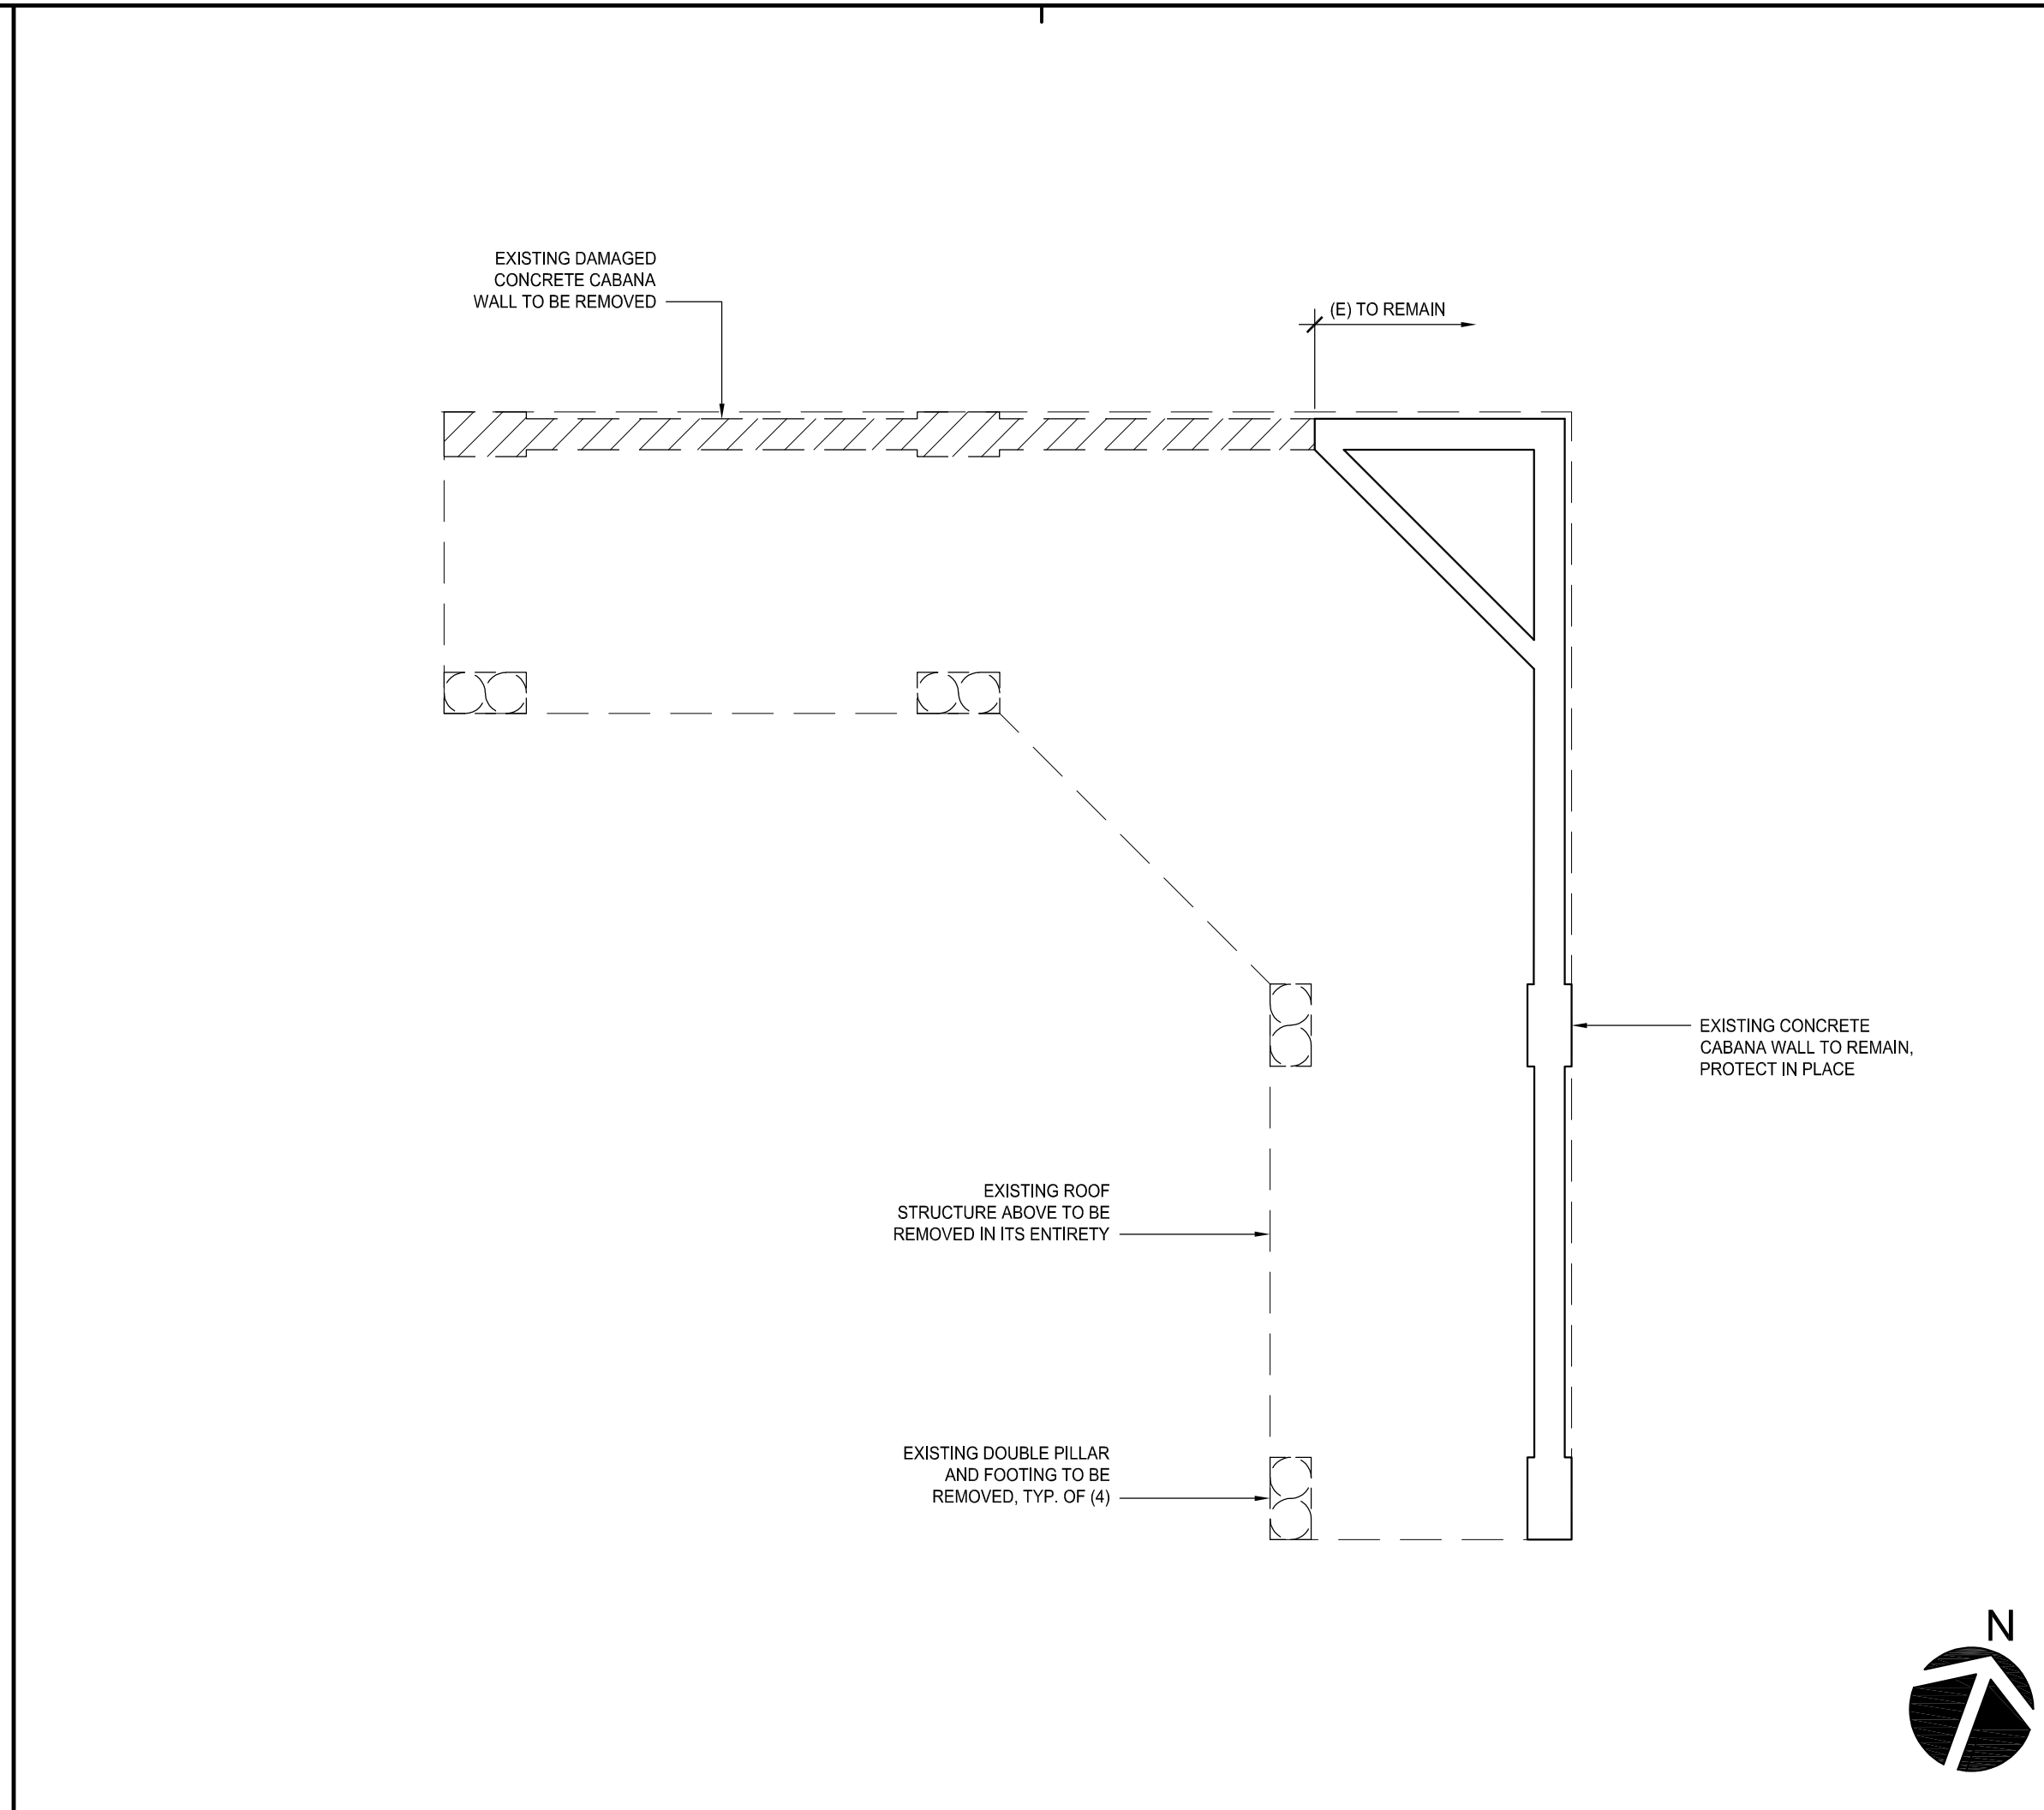 EXISTING DAMAGED
CONCRETE CABANA
WALL TO BE REMOVED
(E) TO REMAIN
EXISTING CONCRETE
CABANA WALL TO REMAIN,
PROTECT IN PLACE
EXISTING ROOF
STRUCTURE ABOVE TO BE
REMOVED IN ITS ENTIRETY
EXISTING DOUBLE PILLAR
AND FOOTING TO BE
REMOVED, TYP. OF (4)
N